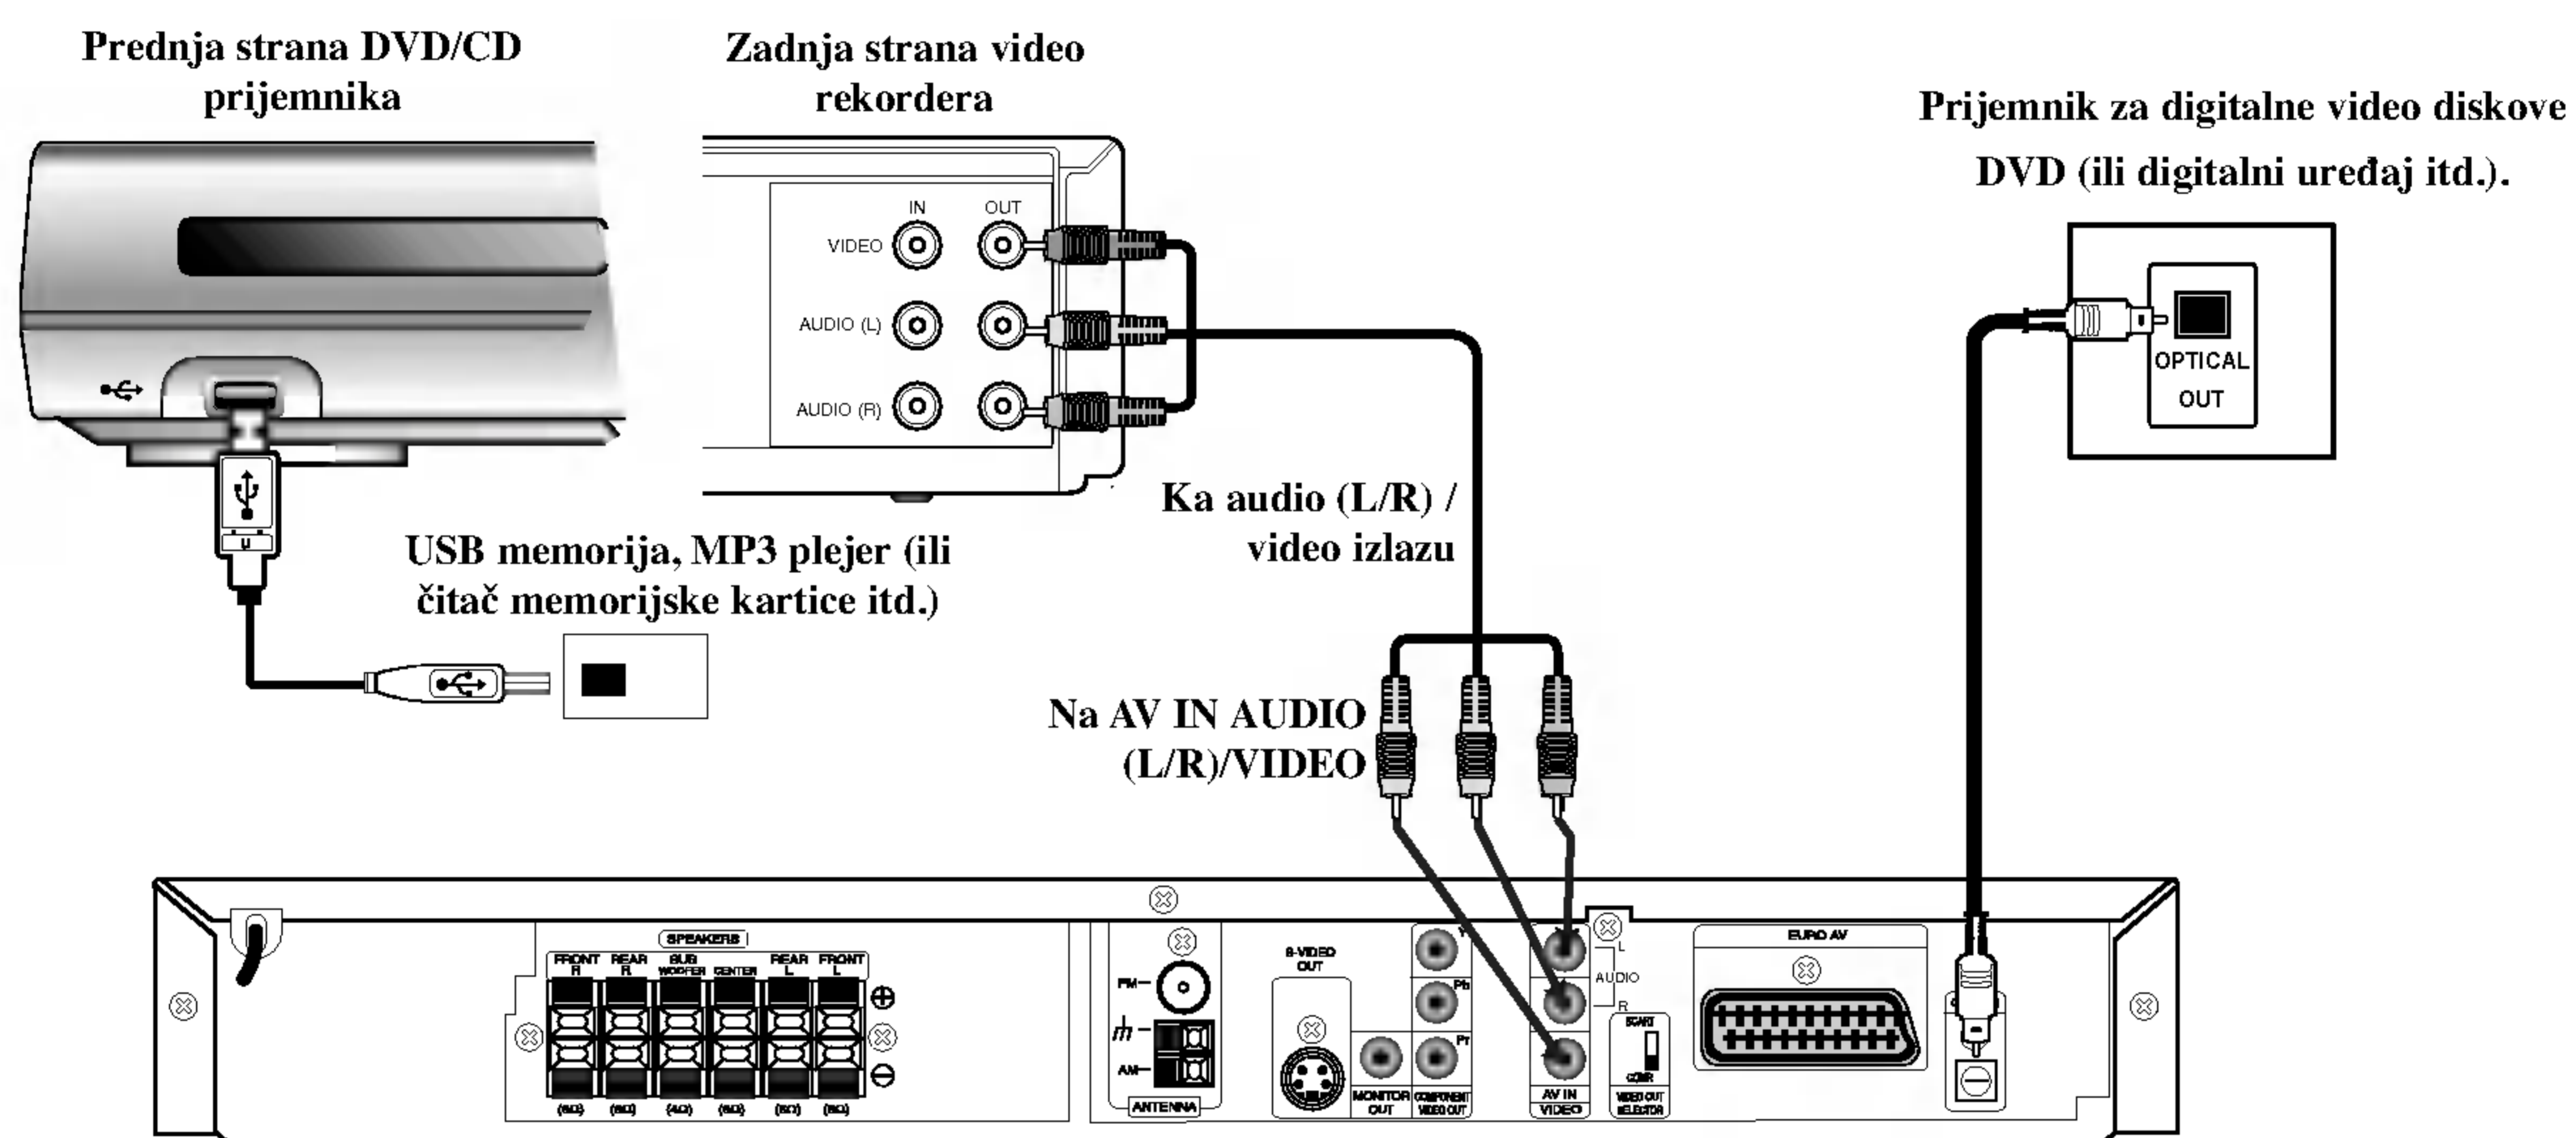 Prednja strana DVD/CD
prijemnika
Zadnja strana video
rekordera
Prijemnik za digitalne video diskove
DVD (ili digitalni uređaj itd.).
IN OUT
VIDEO
AUDIO (L)
AUDIO (R)
OPTICAL
OUT
Ka audio (L/R) /
video izlazu
USB memorija, MP3 plejer (ili
čitač memorijske kartice itd.)
Na AV IN AUDIO
(L/R)/VIDEO
SPEAKERS
FRONT R
REAR R
SUB WOOFER
CENTER
REAR L
FRONT L
FM
AM
ANTENNA
S-VIDEO
OUT
MONITOR
OUT
Y
Pb
Pr
COMPONENT
VIDEO OUT
L
AUDIO
R
AV IN
VIDEO
SCART
VIDEO OUT
SELECTOR
EURO AV